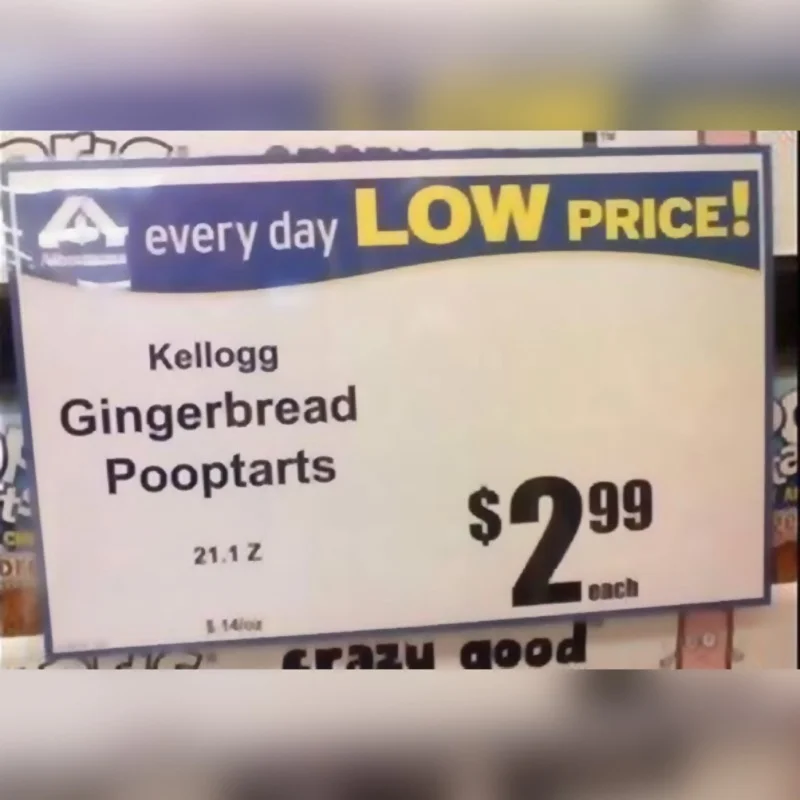 every day LOW PRICE!
Kellogg
Gingerbread
Pooptarts
21.1 Z
$2 99
each
crazy good